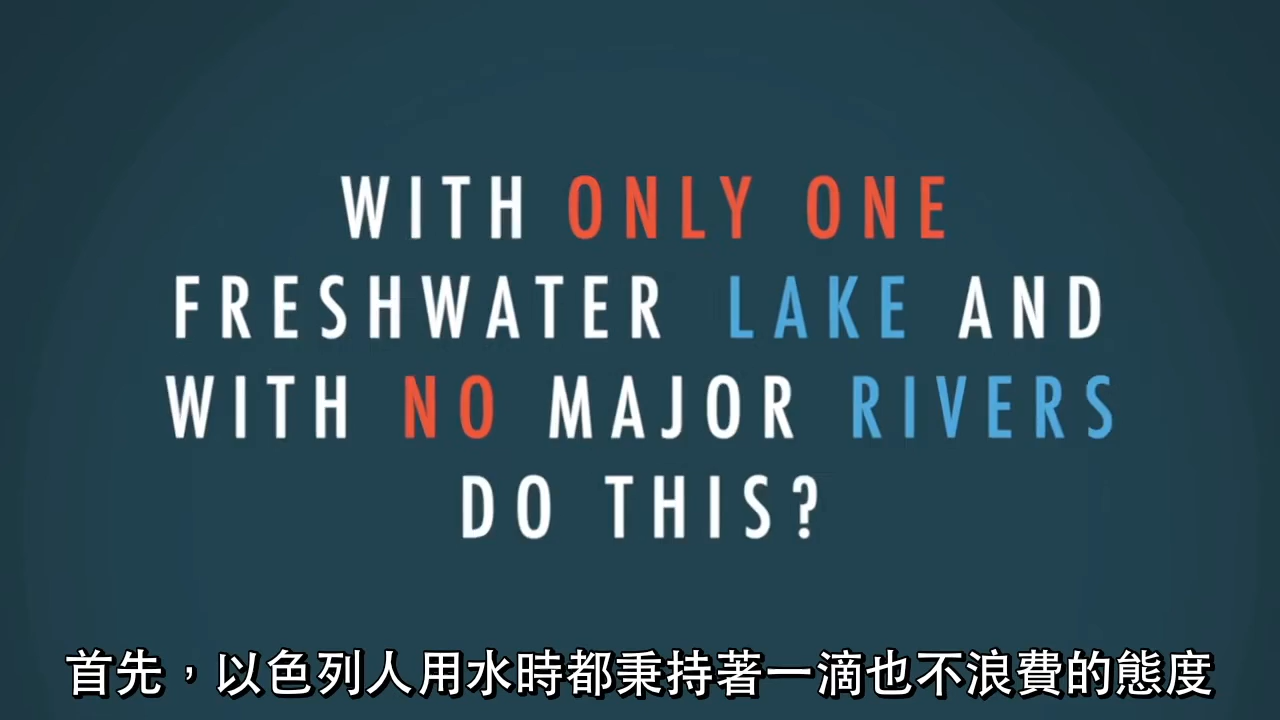 WITH ONLY ONE
FRESHWATER LAKE AND
WITH NO MAJOR RIVERS
DO THIS?
首先，以色列人用水時都秉持著一滴也不浪費的態度